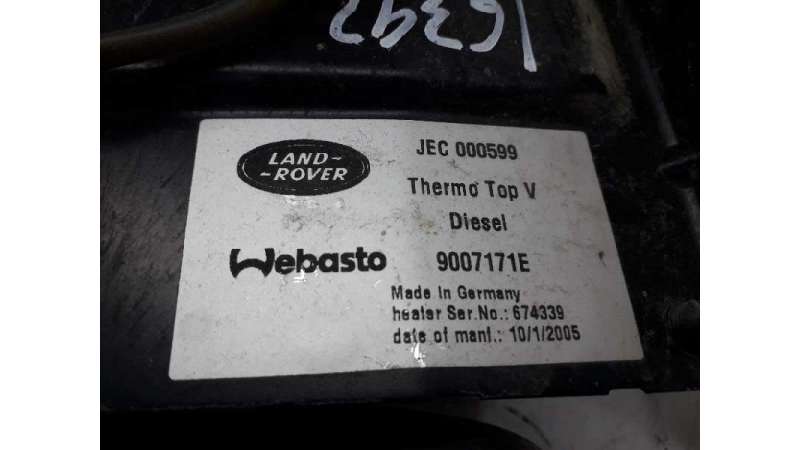 16392
LAND-
-ROVER
JEC 000599
Thermo Top V
Diesel
Webasto 9007171E
Made In Germany
heater Ser.No.: 674339
date of manf.: 10/1/2005